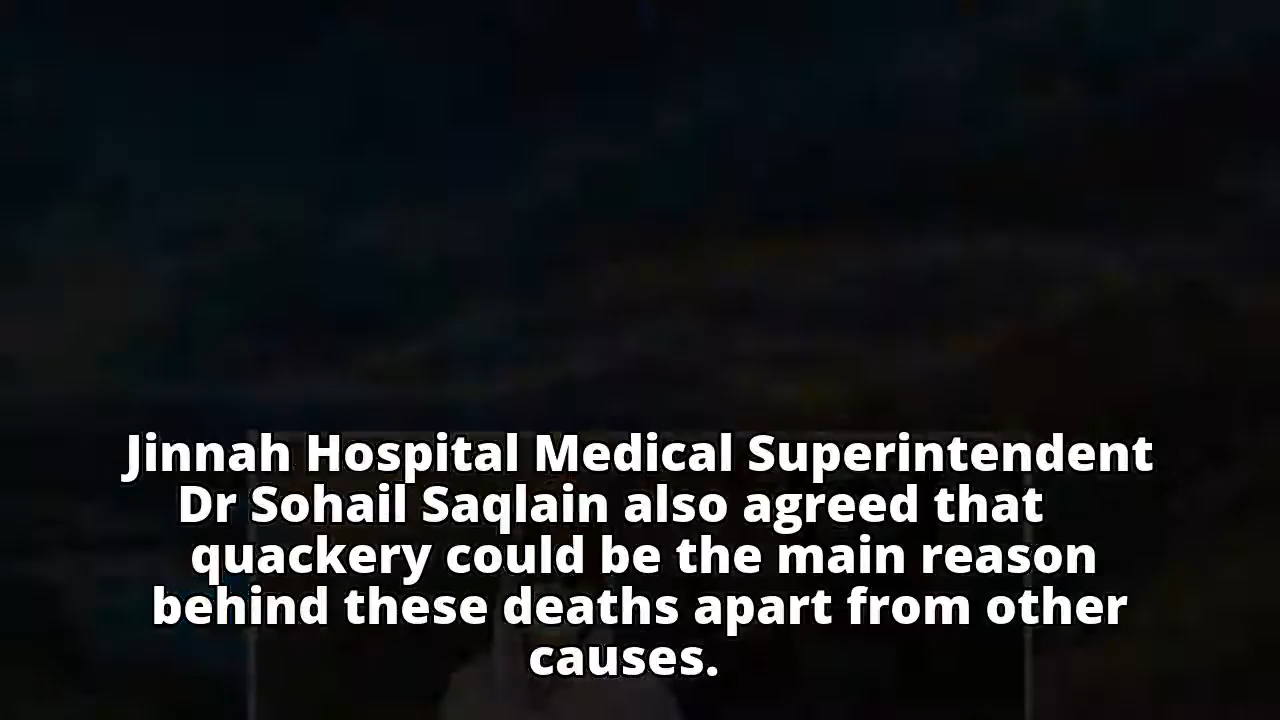 Jinnah Hospital Medical Superintendent
Dr Sohail Saqlain also agreed that
quackery could be the main reason
behind these deaths apart from other
causes.